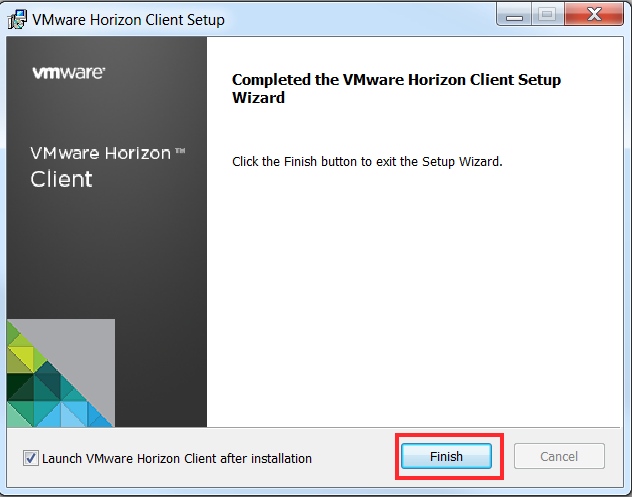 VMware Horizon Client Setup
vmware®
VMware Horizon™
Client
Completed the VMware Horizon Client Setup
Wizard
Click the Finish button to exit the Setup Wizard.
Launch VMware Horizon Client after installation
Finish
Cancel